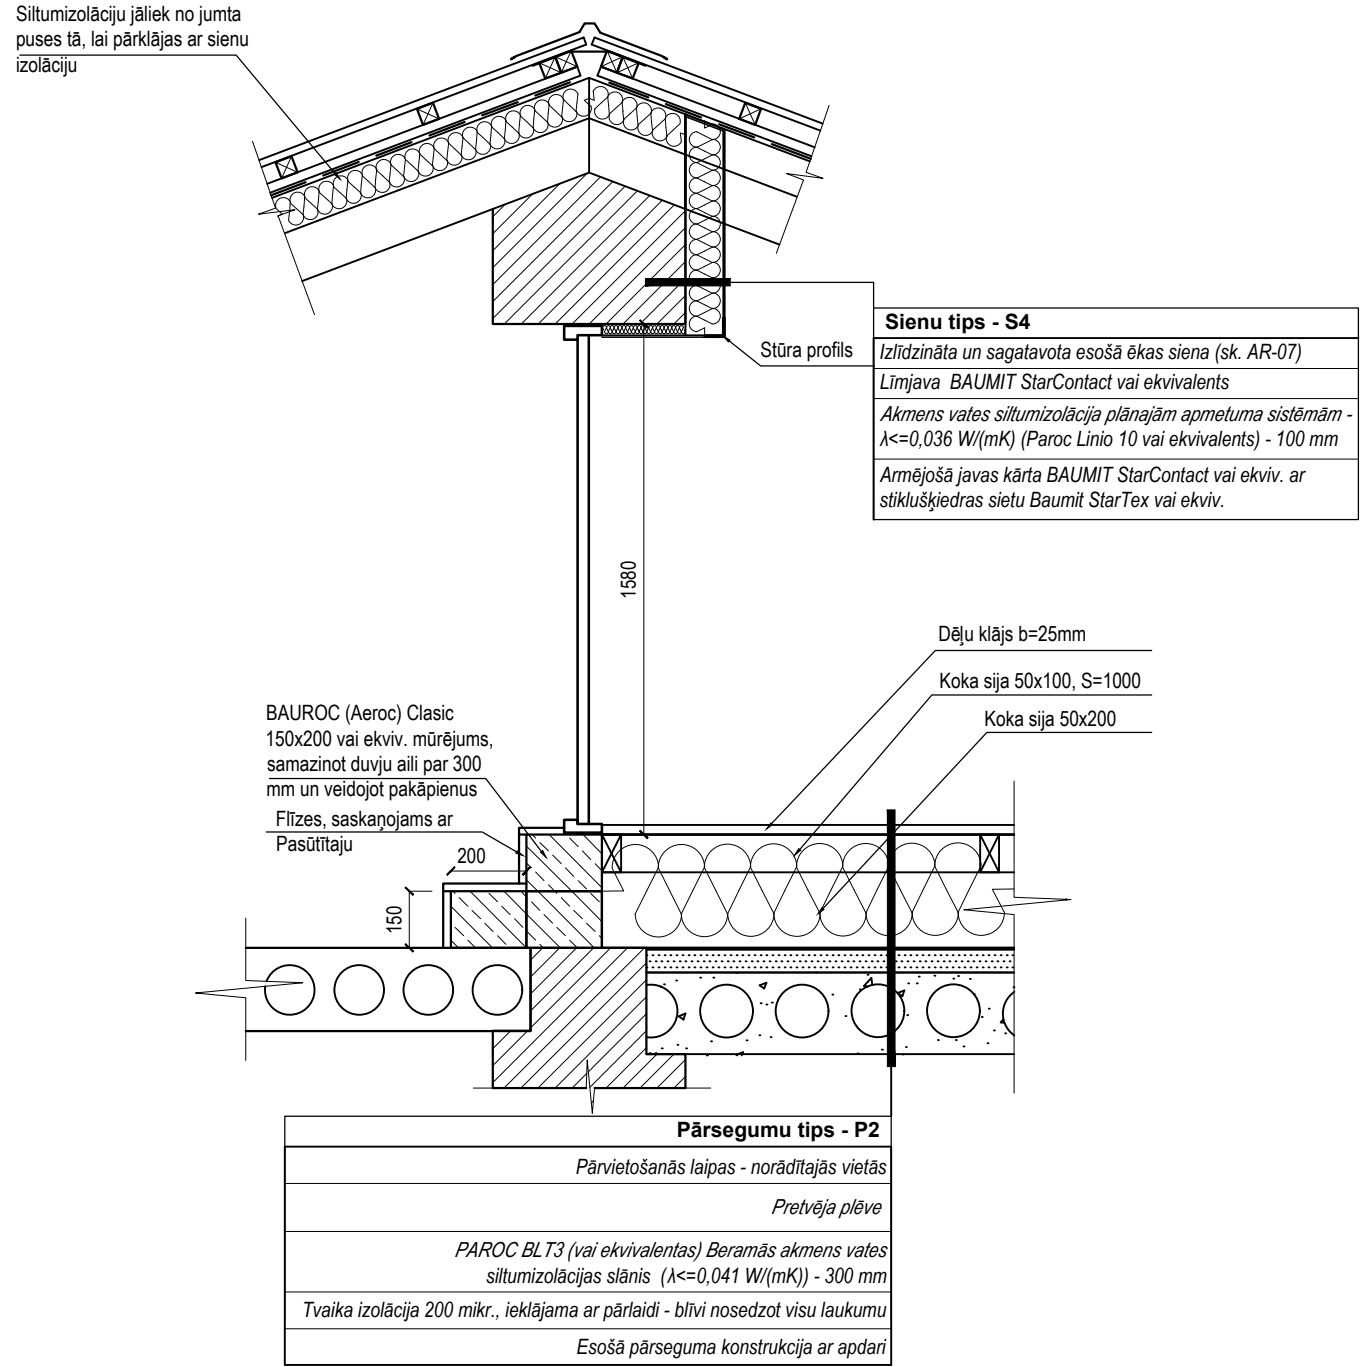 Siltumizolāciju jāliek no jumta
puses tā, lai pārklājas ar sienu
izolāciju
Sienu tips - S4
Izlīdzināta un sagatavota esošā ēkas siena (sk. AR-07)
Līmjava BAUMIT StarContact vai ekvivalents
Akmens vates siltumizolācija plānajām apmetuma sistēmām -
λ<=0,036 W/(mK) (Paroc Linio 10 vai ekvivalents) - 100 mm
Armējošā javas kārta BAUMIT StarContact vai ekviv. ar
stiklušķiedras sietu Baumit StarTex vai ekviv.
Stūra profils
1580
Dēļu klājs b=25mm
Koka sija 50x100, S=1000
Koka sija 50x200
BAUROC (Aeroc) Clasic
150x200 vai ekviv. mūrējums,
samazinot duvju aili par 300
mm un veidojot pakāpienus
Flīzes, saskaņojams ar
Pasūtītaju
200
150
Pārsegumu tips - P2
Pārvietošanās laipas - norādītajās vietās
Pretvēja plēve
PAROC BLT3 (vai ekvivalentas) Beramās akmens vates
siltumizolācijas slānis (λ<=0,041 W/(mK)) - 300 mm
Tvaika izolācija 200 mikr., ieklājama ar pārlaidi - blīvi nosedzot visu laukumu
Esošā pārseguma konstrukcija ar apdari